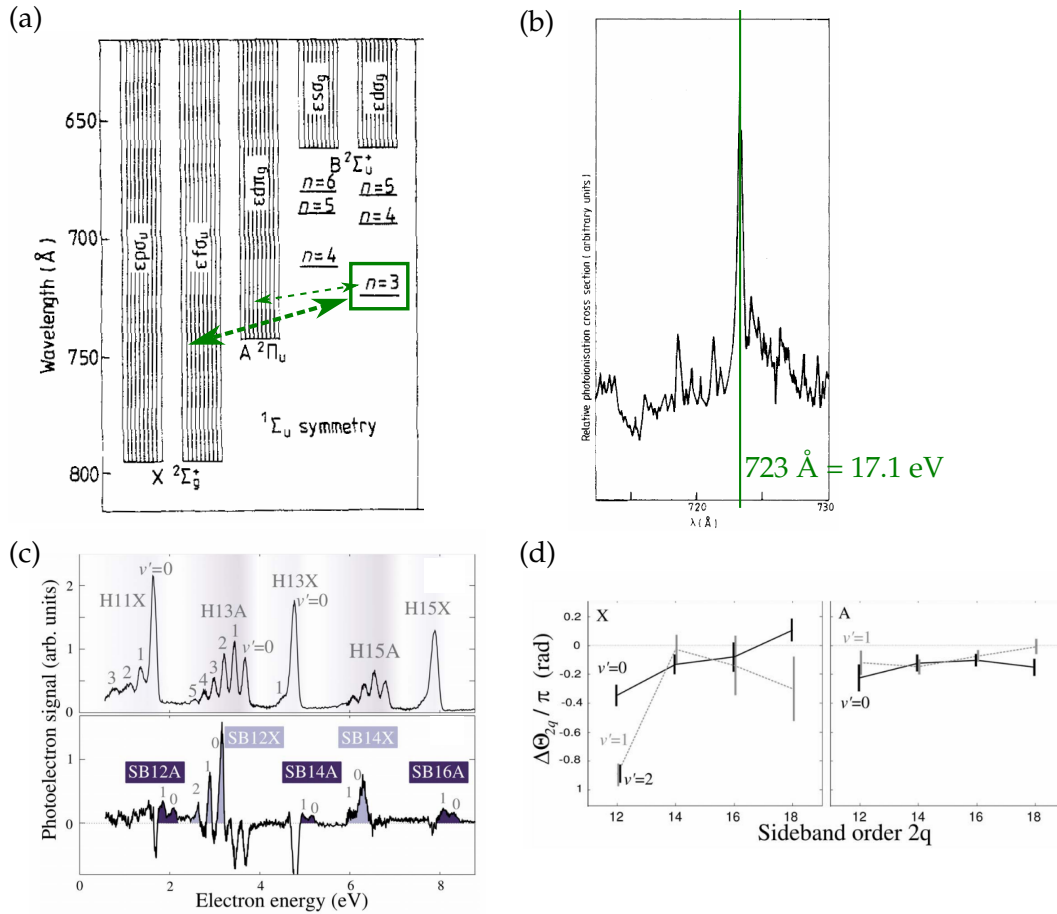 (a)
650
700
750
800
Wavelength (Å)
εpσu
εfσu
εdπg
εsσg
εdσg
B ²Σu⁺
n=6
n=5
n=5
n=4
n=4
n=3
A ²Πu
¹Σu symmetry
X ²Σg⁺
(b)
Relative photoionisation cross section (arbitrary units)
723 Å = 17.1 eV
720
730
λ(Å)
(c)
Photoelectron signal (arb. units)
2
1
0
H11X
v'=0
1
2
3
H13A
v'=0
1
2
3
4
5
H13X
v'=0
1
H15A
H15X
1
0
SB12A
1 0
SB12X
2
1
0
SB14A
1 0
SB14X
1
0
SB16A
1 0
0 2 4 6 8
Electron energy (eV)
(d)
ΔΘ2q / π (rad)
0.2
0
-0.2
-0.4
-0.6
-0.8
1
X
v'=0
v'=1
v'=2
A
v'=1
v'=0
12 14 16 18 12 14 16 18
Sideband order 2q